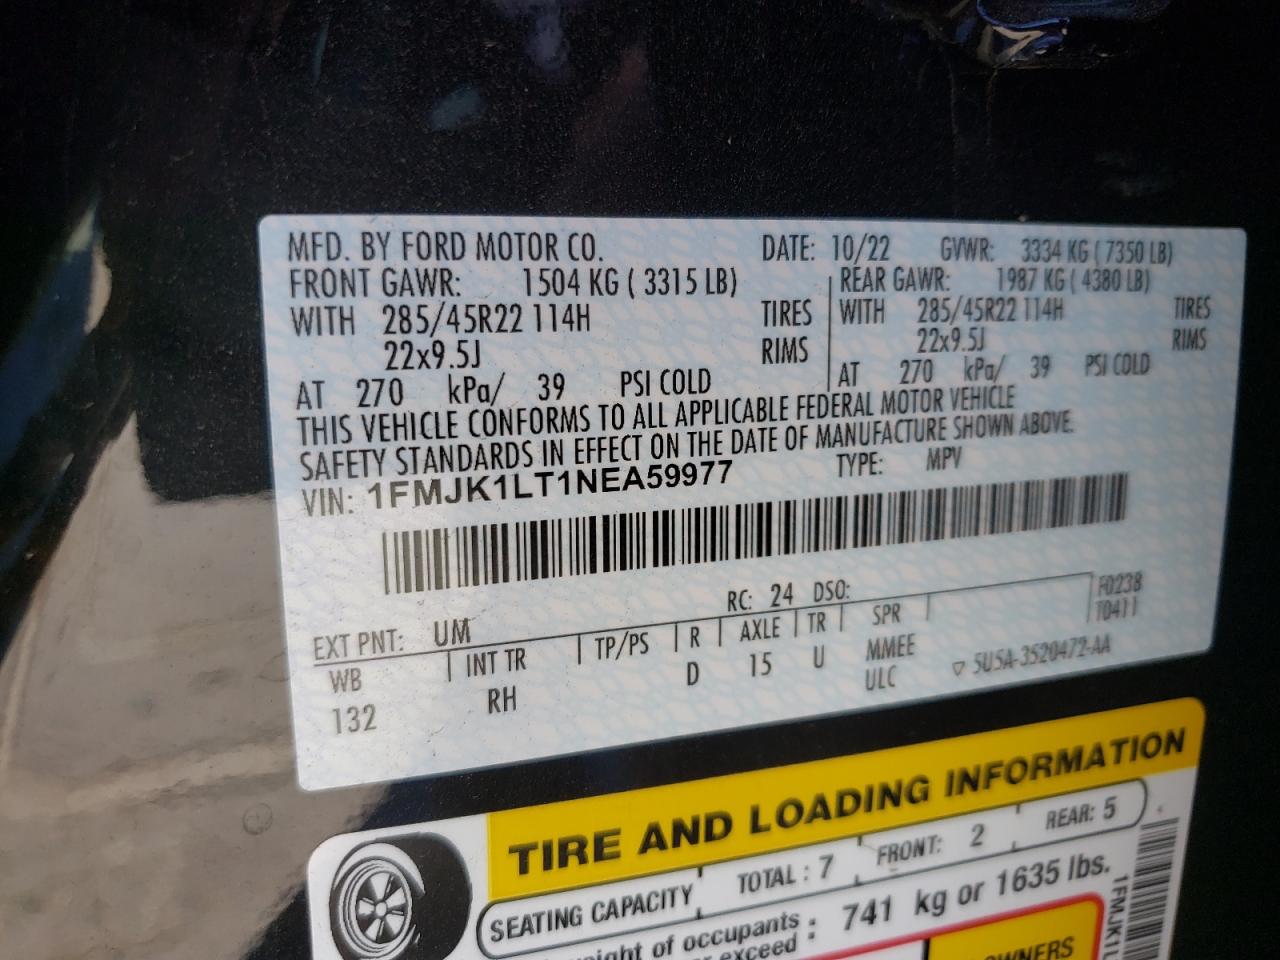 MFD. BY FORD MOTOR CO. DATE: 10/22 GVWR: 3334 KG ( 7350 LB)
FRONT GAWR: 1504 KG ( 3315 LB) REAR GAWR: 1987 KG ( 4380 LB)
WITH 285/45R22 114H TIRES WITH 285/45R22 114H TIRES
22x9.5J RIMS 22x9.5J RIMS
AT 270 kPa/ 39 PSI COLD AT 270 kPa/ 39 PSI COLD
THIS VEHICLE CONFORMS TO ALL APPLICABLE FEDERAL MOTOR VEHICLE
SAFETY STANDARDS IN EFFECT ON THE DATE OF MANUFACTURE SHOWN ABOVE.
VIN: 1FMJK1LT1NEA59977 TYPE: MPV
RC: 24 DSO: F0238
EXT PNT: UM T0411
WB INT TR TP/PS R AXLE TR SPR
132 RH D 15 U MMEE
ULC 5U5A-3520472-AA
TIRE AND LOADING INFORMATION
SEATING CAPACITY TOTAL : 7 FRONT: 2 REAR: 5
of occupants : 741 kg or 1635 lbs.
exceed
OWNERS
1FMJK1L